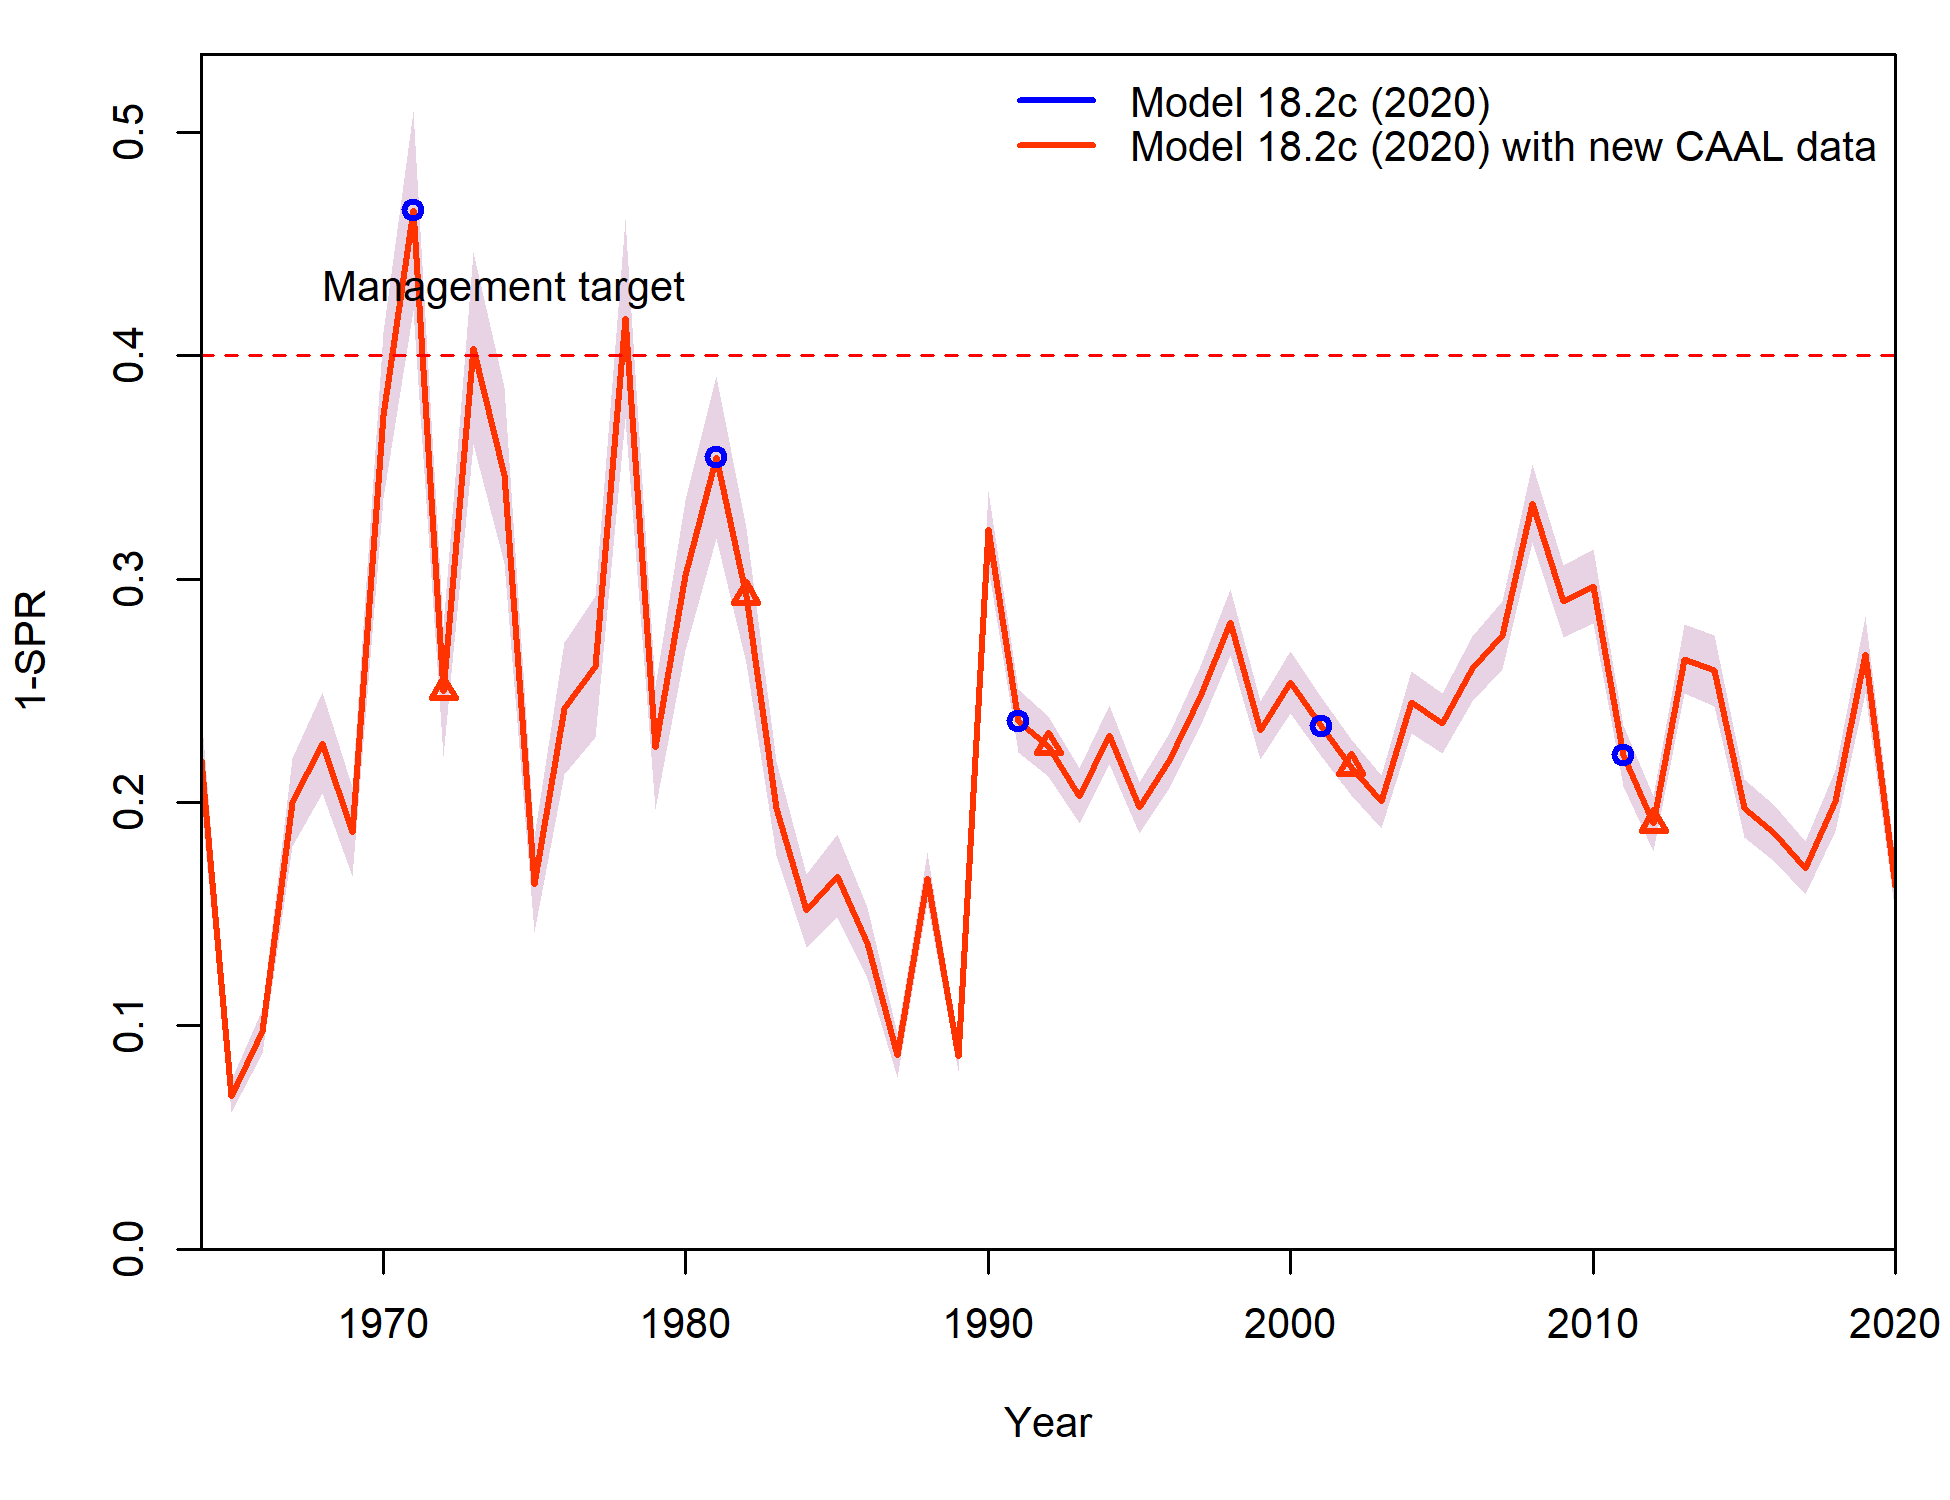 Model 18.2c (2020)
Model 18.2c (2020) with new CAAL data
Management target
1-SPR
0.5
0.4
0.3
0.2
0.1
0.0
1970 1980 1990 2000 2010 2020
Year